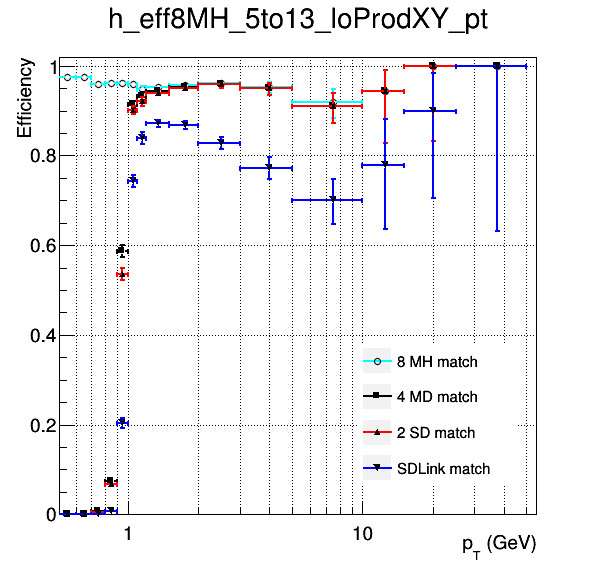 h_eff8MH_5to13_loProdXY_pt
Efficiency
1
0.8
0.6
0.4
0.2
0
8 MH match
4 MD match
2 SD match
SDLink match
1
10
p_T (GeV)